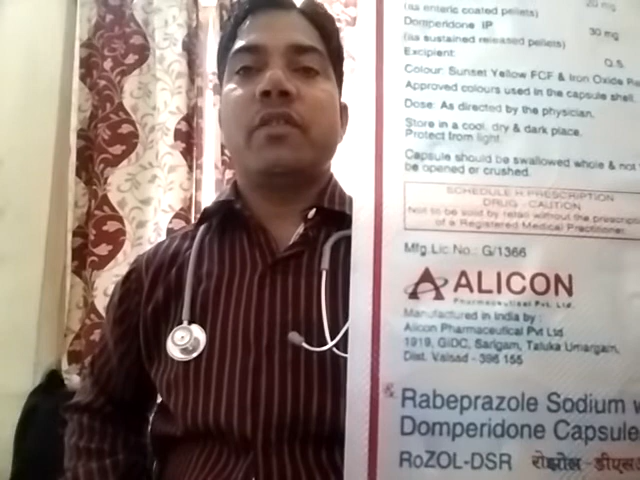 (as enteric coated pellets) 20 mg
Domperidone IP 30 mg
(as sustained released pellets)
Excipient: Q.S.
Colour: Sunset Yellow FCF & Iron Oxide
Approved colours used in the capsule shell.
Dose: As directed by the physician.
Store in a cool, dry & dark place.
Protect from light.
Capsule should be swallowed whole & not
be opened or crushed.
SCHEDULE H PRESCRIPTION
DRUG - CAUTION
Not to be sold by retail without the prescript
of a Registered Medical Practitioner.
Mfg.Lic.No.: G/1366
ALICON
Pharmaceutical Pvt. Ltd.
Manufactured in India by :
Alicon Pharmaceutical Pvt Ltd
1919, GIDC, Sarigam, Taluka Umargam,
Dist. Valsad - 396 155
Rabeprazole Sodium w
Domperidone Capsule
RoZOL-DSR रोझोल - डीएस